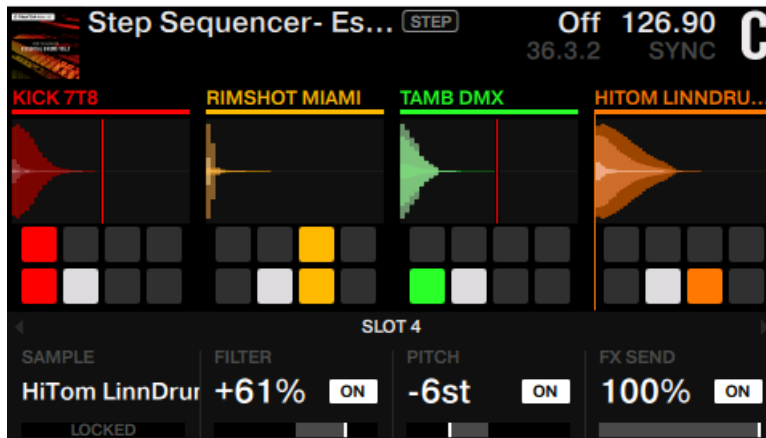 Step Sequencer- Es... STEP Off 126.90
36.3.2 SYNC C
KICK 7T8 RIMSHOT MIAMI TAMB DMX HITOM LINNDRU...
SLOT 4
SAMPLE FILTER PITCH FX SEND
HiTom LinnDrur +61% ON -6st ON 100% ON
LOCKED